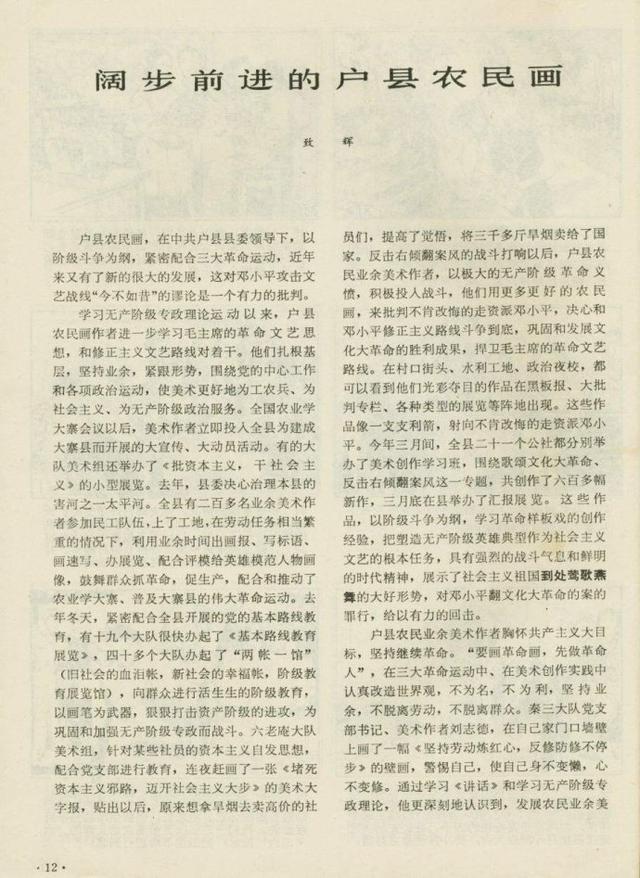 阔步前进的户县农民画
致 辉
户县农民画，在中共户县县委领导下，以
阶级斗争为纲，紧密配合三大革命运动，近年
来又有了新的很大的发展，这对邓小平攻击文
艺战线“今不如昔”的谬论是一个有力的批判。
学习无产阶级专政理论运动以来，户县
农民画作者进一步学习毛主席的革命文艺思
想，和修正主义文艺路线对着干。他们扎根基
层，坚持业余，紧跟形势，围绕党的中心工作
和各项政治运动，使美术更好地为工农兵、为
社会主义、为无产阶级政治服务。全国农业学
大寨会议以后，美术作者立即投入全县为建成
大寨县而开展的大宣传、大动员活动。有的大
队美术组还举办了《批资本主义，干社会主
义》的小型展览。去年，县委决心治理本县的
害河之一太平河。全县有二百多名业余美术作
者参加民工队伍，上了工地，在劳动任务相当繁
重的情况下，利用业余时间出画报、写标语、
画速写、办展览、配合评模给英雄模范人物画
像，鼓舞群众抓革命，促生产，配合和推动了
农业学大寨、普及大寨县的伟大革命运动。去
年冬天，紧密配合全县开展的党的基本路线教
育，有十九个大队很快办起了《基本路线教育
展览》，四十多个大队办起了“两帐一馆”
（旧社会的血泪帐，新社会的幸福帐，阶级教
育展览馆），向群众进行活生生的阶级教育，
以画笔为武器，狠狠打击资产阶级的进攻，为
巩固和加强无产阶级专政而战斗。六老庵大队
美术组，针对某些社员的资本主义自发思想，
配合党支部进行教育，连夜赶画了一张《堵死
资本主义邪路，迈开社会主义大步》的美术大
字报，贴出以后，原来想拿旱烟去卖高价的社
员们，提高了觉悟，将三千多斤旱烟卖给了国
家。反击右倾翻案风的战斗打响以后，户县农
民业余美术作者，以极大的无产阶级革命义
愤，积极投入战斗，他们用更多更好的农民
画，来批判不肯改悔的走资派邓小平，决心和
邓小平修正主义路线斗争到底，巩固和发展文
化大革命的胜利成果，捍卫毛主席的革命文艺
路线。在村口街头、水利工地、政治夜校，都
可以看到他们光彩夺目的作品在黑板报、大批
判专栏、各种类型的展览等阵地出现。这些作
品像一支支利箭，射向不肯改悔的走资派邓小
平。今年三月间，全县二十一个公社都分别举
办了美术创作学习班，围绕歌颂文化大革命、
反击右倾翻案风这一专题，共创作了六百多幅
新作，三月底在县举办了汇报展览。这些作
品，以阶级斗争为纲，学习革命样板戏的创作
经验，把塑造无产阶级英雄典型作为社会主义
文艺的根本任务，具有强烈的战斗气息和鲜明
的时代精神，展示了社会主义祖国到处莺歌燕
舞的大好形势，对邓小平翻文化大革命的案的
罪行，给以有力的回击。
户县农民业余美术作者胸怀共产主义大目
标，坚持继续革命。“要画革命画，先做革命
人”，在三大革命运动中、在美术创作实践中
认真改造世界观，不为名，不为利，坚持业
余，不脱离劳动，不脱离群众。秦三大队党支
部书记、美术作者刘志德，在自己家门口墙壁
上画了一幅《坚持劳动炼红心，反修防修不停
步》的壁画，警惕自己，使自己身不变懒，心
不变修。通过学习《讲话》和学习无产阶级专
政理论，他更深刻地认识到，发展农民业余美
·12·